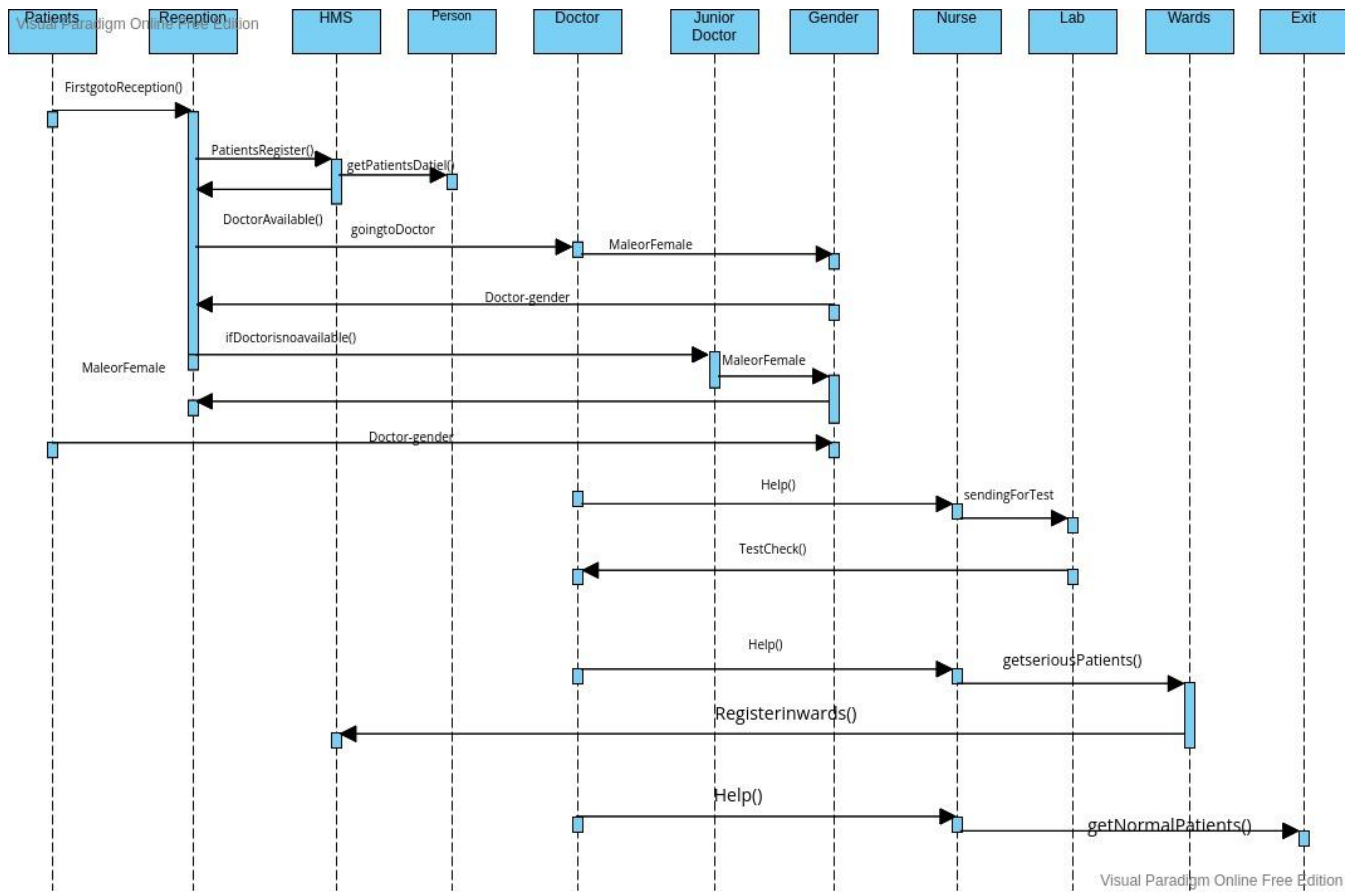 Patients
Reception
HMS
Person
Doctor
Junior
Doctor
Gender
Nurse
Lab
Wards
Exit
Visual Paradigm Online Free Edition
FirstgotoReception()
PatientsRegister()
getPatientsDatiel()
DoctorAvailable()
goingtoDoctor
MaleorFemale
Doctor-gender
ifDoctorisnoavailable()
MaleorFemale
MaleorFemale
Doctor-gender
Help()
sendingForTest
TestCheck()
Help()
getseriousPatients()
Registerinwards()
Help()
getNormalPatients()
Visual Paradigm Online Free Edition